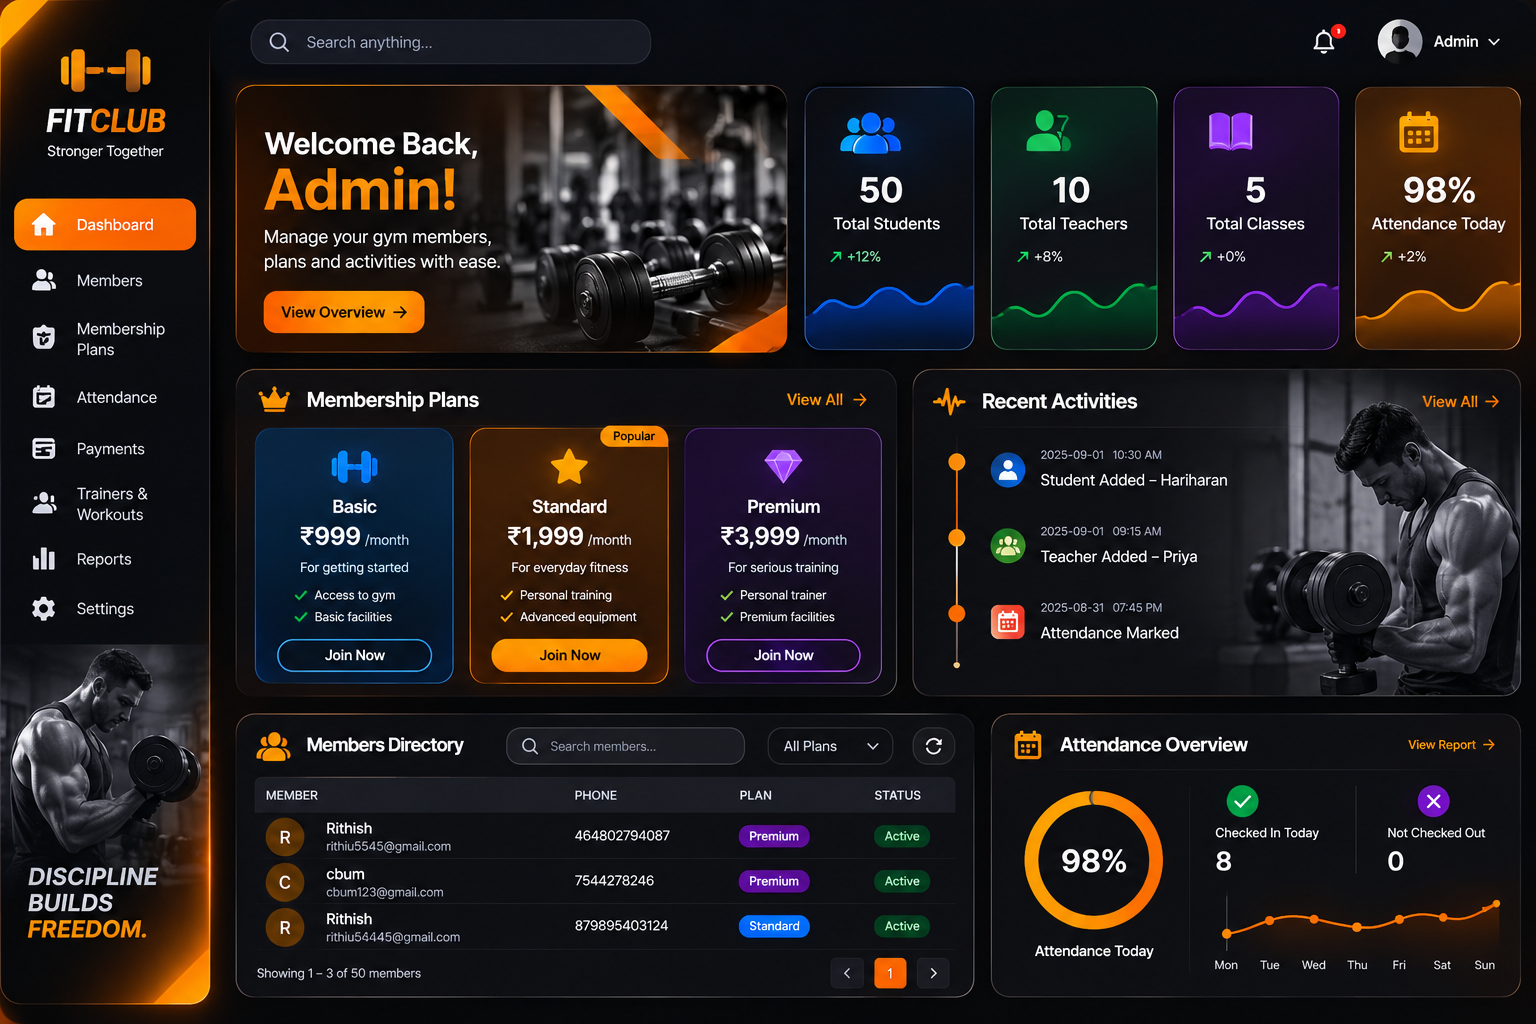 FITCLUB
Stronger Together
Dashboard
Members
Membership
Plans
Attendance
Payments
Trainers &
Workouts
Reports
Settings
DISCIPLINE
BUILDS
FREEDOM.
Search anything...
Admin
Welcome Back,
Admin!
Manage your gym members,
plans and activities with ease.
View Overview →
50
Total Students
↗ +12%
7
10
Total Teachers
↗ +8%
5
Total Classes
↗ +0%
98%
Attendance Today
↗ +2%
Membership Plans
View All →
Basic
₹999 /month
For getting started
✓ Access to gym
✓ Basic facilities
Join Now
Popular
Standard
₹1,999 /month
For everyday fitness
✓ Personal training
✓ Advanced equipment
Join Now
Premium
₹3,999 /month
For serious training
✓ Personal trainer
✓ Premium facilities
Join Now
Recent Activities
View All →
2025-09-01 10:30 AM
Student Added – Hariharan
2025-09-01 09:15 AM
Teacher Added – Priya
2025-08-31 07:45 PM
Attendance Marked
Members Directory
Search members...
All Plans
MEMBER PHONE PLAN STATUS
R Rithish 464802794087 Premium Active
rithiu5545@gmail.com
C cbum 7544278246 Premium Active
cbum123@gmail.com
R Rithish 879895403124 Standard Active
rithiu54445@gmail.com
Showing 1 – 3 of 50 members
1
Attendance Overview
View Report →
98%
Attendance Today
Checked In Today
8
Not Checked Out
0
Mon Tue Wed Thu Fri Sat Sun